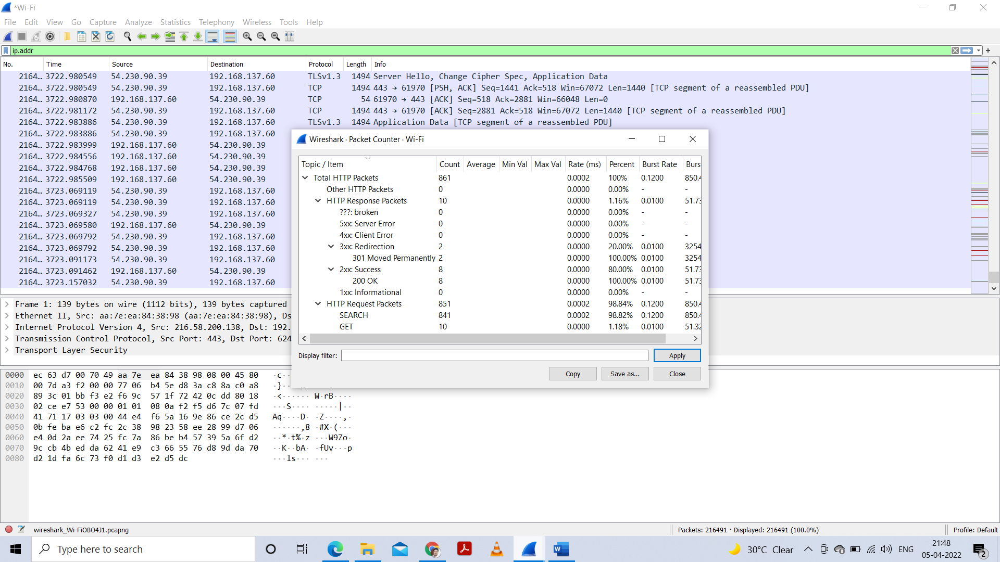 *Wi-Fi
File Edit View Go Capture Analyze Statistics Telephony Wireless Tools Help
ip.addr
No. Time Source Destination Protocol Length Info
2164… 3722.980549 54.230.90.39 192.168.137.60 TLSv1.3 1494 Server Hello, Change Cipher Spec, Application Data
2164… 3722.980549 54.230.90.39 192.168.137.60 TCP 1494 443 → 61970 [PSH, ACK] Seq=1441 Ack=518 Win=67072 Len=1440 [TCP segment of a reassembled PDU]
2164… 3722.980870 192.168.137.60 54.230.90.39 TCP 54 61970 → 443 [ACK] Seq=518 Ack=2881 Win=66048 Len=0
2164… 3722.981172 54.230.90.39 192.168.137.60 TCP 1494 443 → 61970 [ACK] Seq=2881 Ack=518 Win=67072 Len=1440 [TCP segment of a reassembled PDU]
2164… 3722.983886 54.230.90.39 192.168.137.60 TLSv1.3 1494 Application Data [TCP segment of a reassembled PDU]
2164… 3722.983886 54.230.90.39 192.168.137.60
2164… 3722.983999 192.168.137.60 54.230.90.39
2164… 3722.984556 192.168.137.60 54.230.90.39
2164… 3722.984768 192.168.137.60 54.230.90.39
2164… 3722.985509 192.168.137.60 54.230.90.39
2164… 3723.069119 54.230.90.39 192.168.137.60
2164… 3723.069119 54.230.90.39 192.168.137.60
2164… 3723.069327 54.230.90.39 192.168.137.60
2164… 3723.069580 192.168.137.60 54.230.90.39
2164… 3723.069792 54.230.90.39 192.168.137.60
2164… 3723.069792 54.230.90.39 192.168.137.60
2164… 3723.091173 54.230.90.39 192.168.137.60
2164… 3723.091462 192.168.137.60 54.230.90.39
2164… 3723.157032 54.230.90.39 192.168.137.60
Wireshark · Packet Counter · Wi-Fi
Topic / Item Count Average Min Val Max Val Rate (ms) Percent Burst Rate Burs
Total HTTP Packets 861 0.0002 100% 0.1200 850.4
Other HTTP Packets 0 0.0000 0.00% - -
HTTP Response Packets 10 0.0000 1.16% 0.0100 51.73
???: broken 0 0.0000 0.00% - -
5xx: Server Error 0 0.0000 0.00% - -
4xx: Client Error 0 0.0000 0.00% - -
3xx: Redirection 2 0.0000 20.00% 0.0100 3254
301 Moved Permanently 2 0.0000 100.00% 0.0100 3254
2xx: Success 8 0.0000 80.00% 0.0100 51.73
200 OK 8 0.0000 100.00% 0.0100 51.73
1xx: Informational 0 0.0000 0.00% - -
HTTP Request Packets 851 0.0002 98.84% 0.1200 850.4
SEARCH 841 0.0002 98.82% 0.1200 850.4
GET 10 0.0000 1.18% 0.0100 51.32
Display filter: Apply
Copy Save as... Close
Frame 1: 139 bytes on wire (1112 bits), 139 bytes captured
Ethernet II, Src: aa:7e:ea:84:38:98 (aa:7e:ea:84:38:98), Ds
Internet Protocol Version 4, Src: 216.58.200.138, Dst: 192.
Transmission Control Protocol, Src Port: 443, Dst Port: 624
Transport Layer Security
0000 ec 63 d7 00 70 49 aa 7e ea 84 38 98 08 00 45 80 ·c··
0010 00 7d a3 f2 00 00 77 06 b4 5e d8 3a c8 8a c0 a8 ·}··
0020 89 3c 01 bb f3 e2 f6 9c 57 1f 72 42 0c dd 80 18 ·<······ W·rB····
0030 02 ce e7 53 00 00 01 01 08 0a f2 f5 d6 7c 07 fd ···S···· ·····|··
0040 41 71 17 03 03 00 44 e4 f6 5a 16 9e 86 ce 2c d5 Aq····D· ·Z····,·
0050 0b fe ba e6 c2 fc 2c 38 98 23 58 ee 28 99 d7 06 ······,8 ·#X·(···
0060 e4 0d 2a ee 74 25 fc 7a 86 be b4 57 39 5a 6f d2 ··*·t%·z ···W9Zo·
0070 9c cb 4b ed da 62 41 e9 c3 66 55 76 d8 9d da 70 ··K··bA· ·fUv···p
0080 d2 1d fa 6c 73 f0 d1 d3 e2 d5 dc ···ls··· ···
wireshark_Wi-FiOBO4J1.pcapng Packets: 216491 · Displayed: 216491 (100.0%) Profile: Default
Type here to search 30°C Clear ENG 21:48
05-04-2022 2